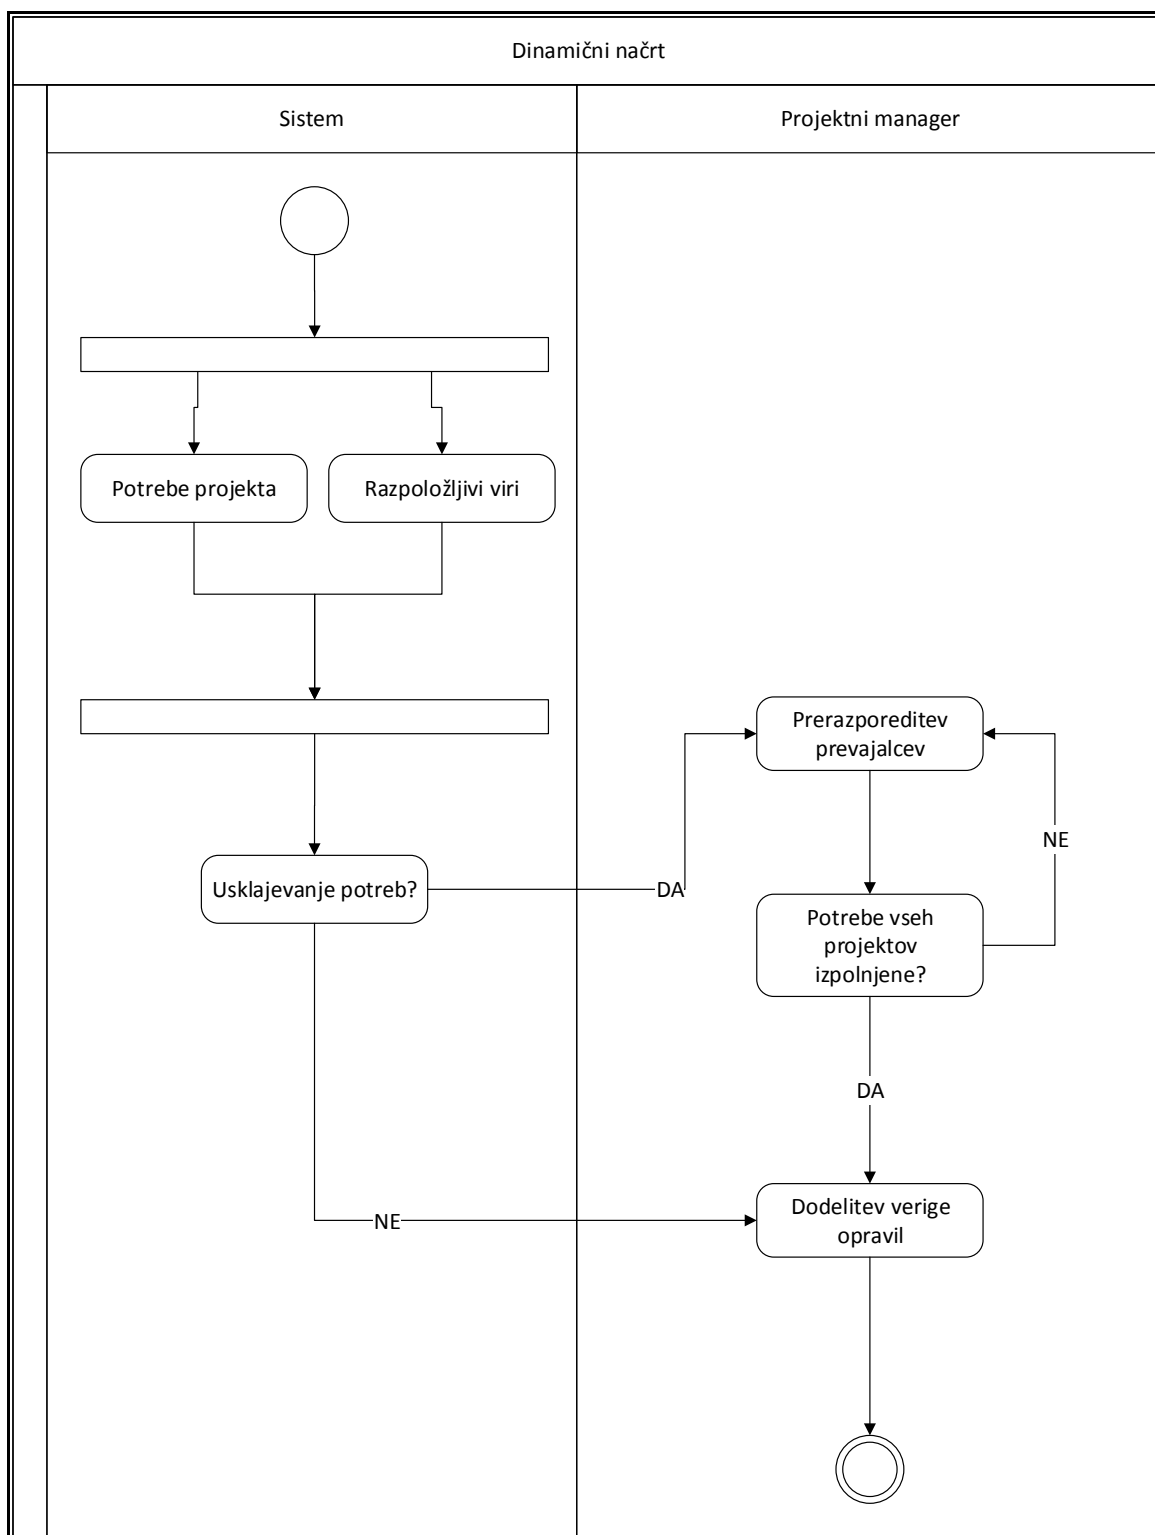 Dinamični načrt
Sistem
Projektni manager
Potrebe projekta
Razpoložljivi viri
Prerazporeditev
prevajalcev
NE
Usklajevanje potreb?
DA
Potrebe vseh
projektov
izpolnjene?
DA
Dodelitev verige
opravil
NE